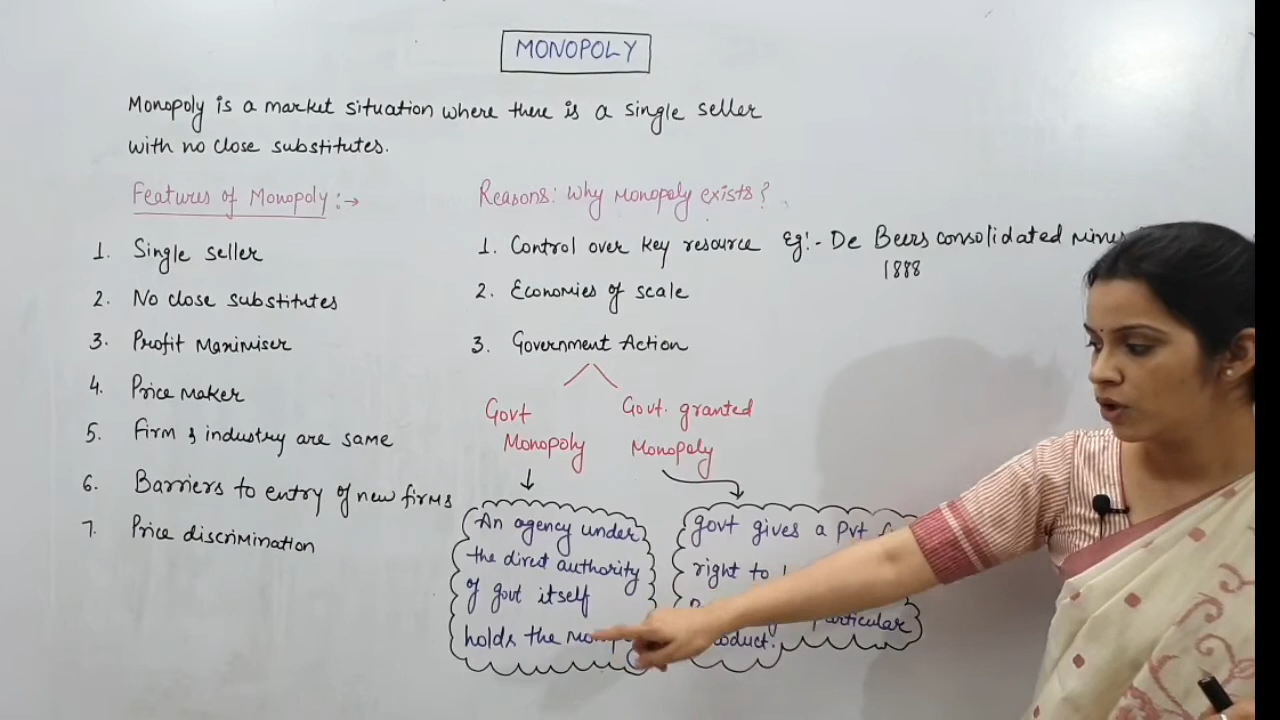 MONOPOLY
Monopoly is a market situation where there is a single seller
with no close substitutes.
Features of Monopoly :→
1. Single seller
2. No close substitutes
3. Profit Maximiser
4. Price Maker
5. Firm & industry are same
6. Barriers to entry of new firms
7. Price discrimination
Reasons: Why Monopoly exists?
1. Control over key resource Eg:- De Beers consolidated Mines
1888
2. Economies of scale
3. Government Action
Govt
Monopoly
Govt. granted
Monopoly
An agency under
the direct authority
of govt itself
holds the
govt gives a pvt
right to
particular